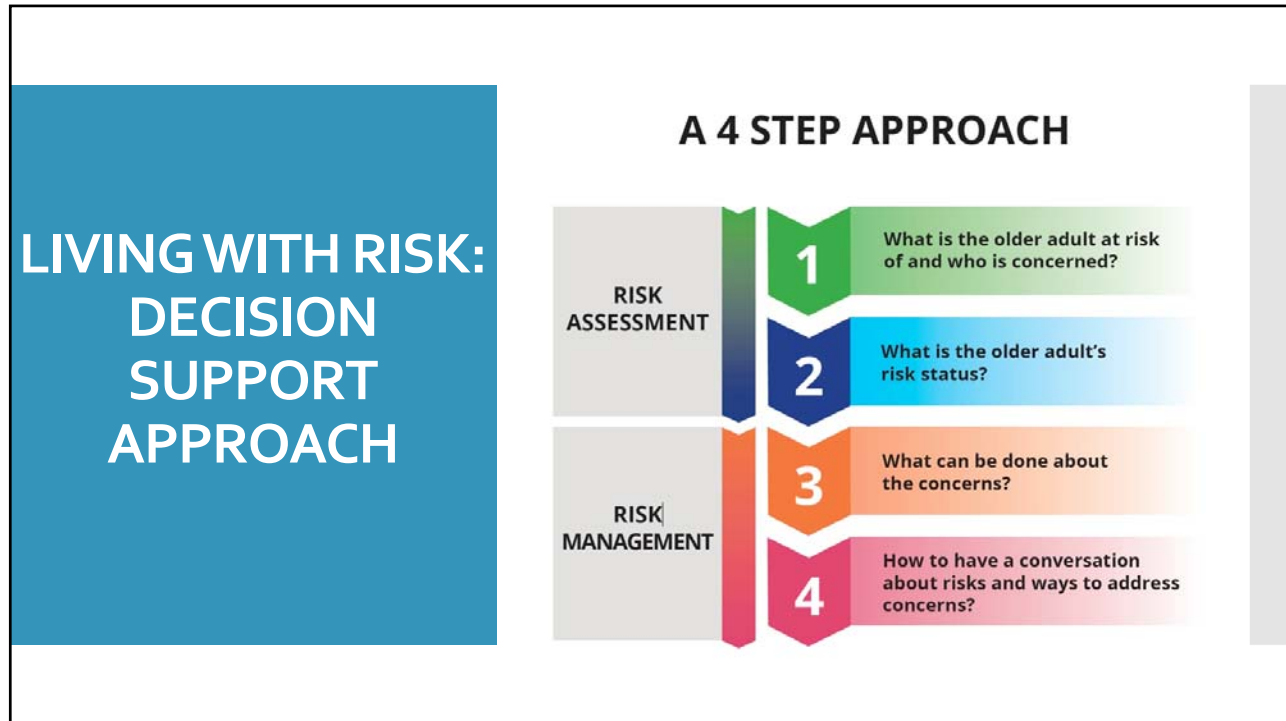 LIVING WITH RISK:
DECISION
SUPPORT
APPROACH
A 4 STEP APPROACH
RISK
ASSESSMENT
1
What is the older adult at risk
of and who is concerned?
2
What is the older adult's
risk status?
RISK
MANAGEMENT
3
What can be done about
the concerns?
4
How to have a conversation
about risks and ways to address
concerns?